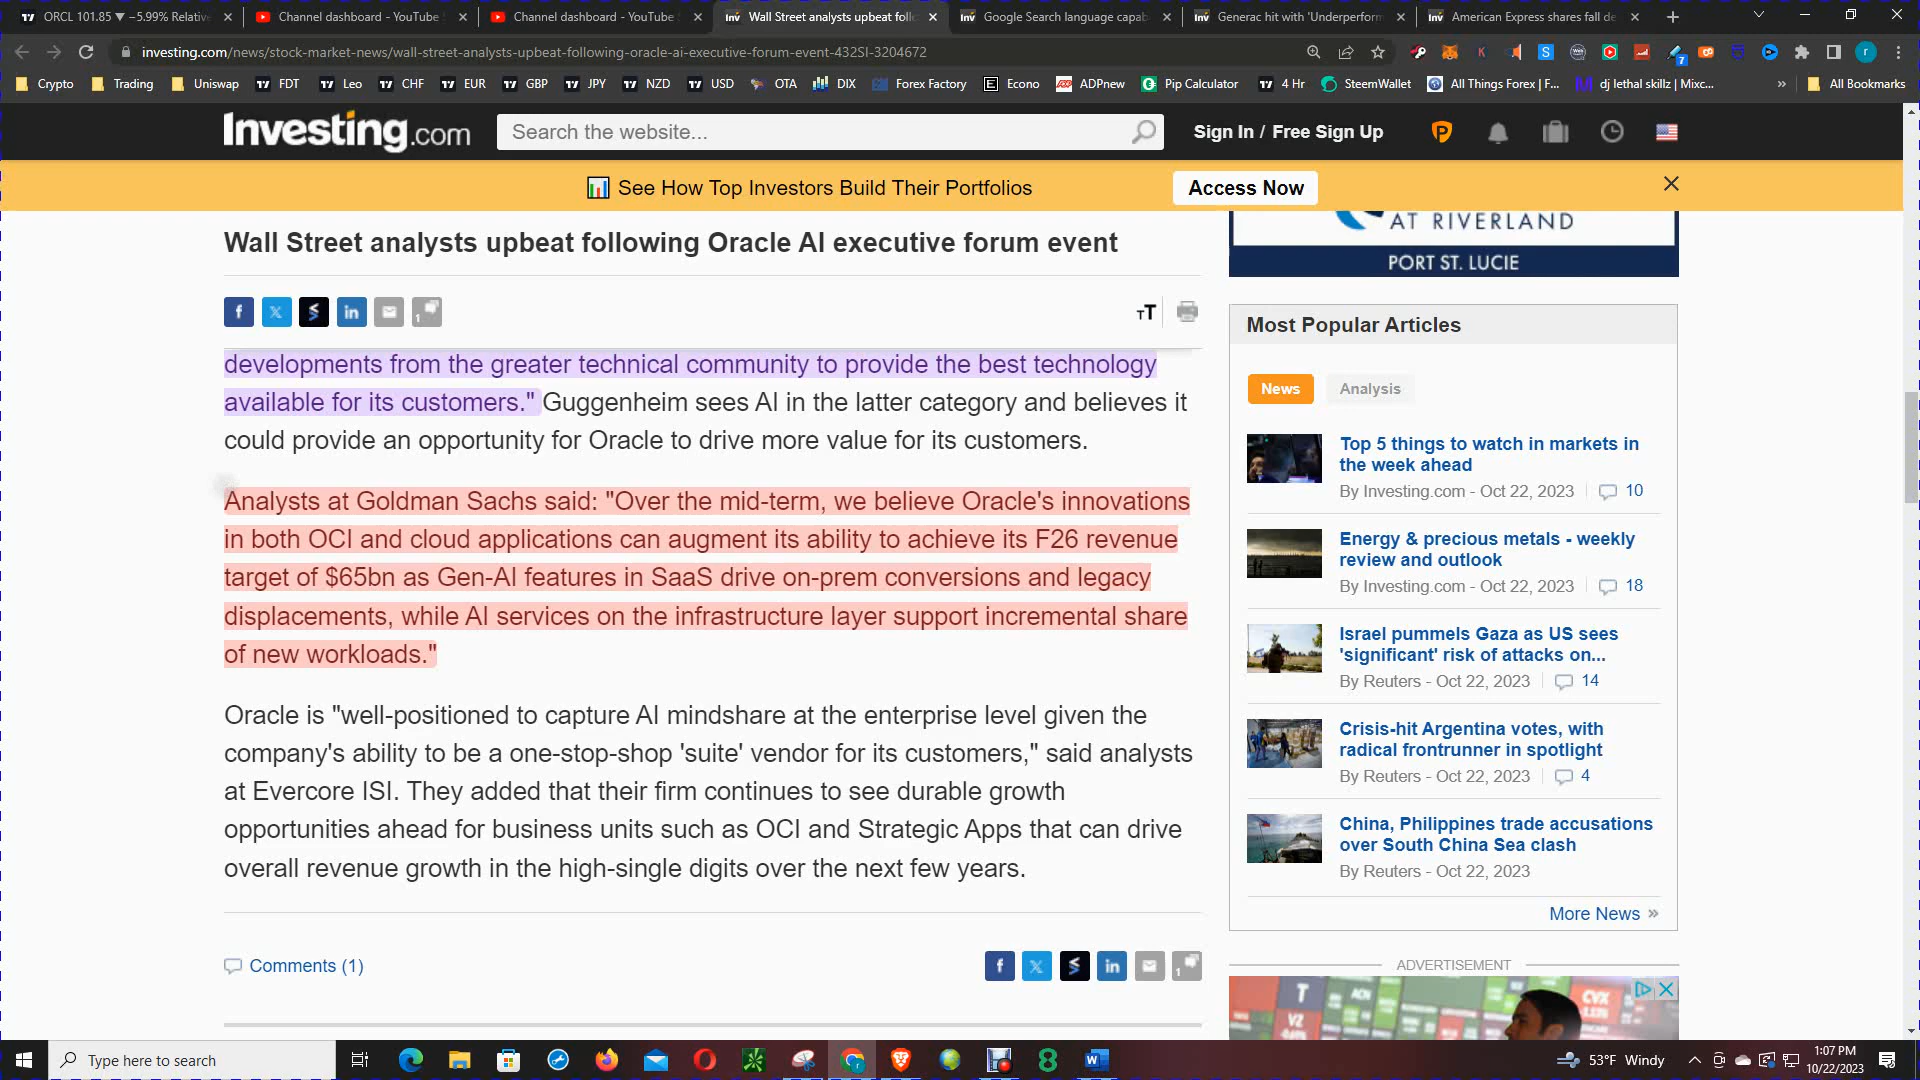 ORCL 101.85 ▼ −5.99% Relative
Channel dashboard - YouTube
Channel dashboard - YouTube
Wall Street analysts upbeat foll
Google Search language capab
Generac hit with 'Underperform
American Express shares fall de
investing.com/news/stock-market-news/wall-street-analysts-upbeat-following-oracle-ai-executive-forum-event-432SI-3204672
Crypto Trading Uniswap FDT Leo CHF EUR GBP JPY NZD USD OTA DIX Forex Factory Econo ADPnew Pip Calculator 4 Hr SteemWallet All Things Forex | F... dj lethal skillz | Mixc... » All Bookmarks
Investing.com
Search the website...
Sign In / Free Sign Up
See How Top Investors Build Their Portfolios
Access Now
Wall Street analysts upbeat following Oracle AI executive forum event
1
developments from the greater technical community to provide the best technology
available for its customers." Guggenheim sees AI in the latter category and believes it
could provide an opportunity for Oracle to drive more value for its customers.
Analysts at Goldman Sachs said: "Over the mid-term, we believe Oracle's innovations
in both OCI and cloud applications can augment its ability to achieve its F26 revenue
target of $65bn as Gen-AI features in SaaS drive on-prem conversions and legacy
displacements, while AI services on the infrastructure layer support incremental share
of new workloads."
Oracle is "well-positioned to capture AI mindshare at the enterprise level given the
company's ability to be a one-stop-shop 'suite' vendor for its customers," said analysts
at Evercore ISI. They added that their firm continues to see durable growth
opportunities ahead for business units such as OCI and Strategic Apps that can drive
overall revenue growth in the high-single digits over the next few years.
Comments (1)
1
AT RIVERLAND
PORT ST. LUCIE
Most Popular Articles
News Analysis
Top 5 things to watch in markets in
the week ahead
By Investing.com - Oct 22, 2023 10
Energy & precious metals - weekly
review and outlook
By Investing.com - Oct 22, 2023 18
Israel pummels Gaza as US sees
'significant' risk of attacks on...
By Reuters - Oct 22, 2023 14
Crisis-hit Argentina votes, with
radical frontrunner in spotlight
By Reuters - Oct 22, 2023 4
China, Philippines trade accusations
over South China Sea clash
By Reuters - Oct 22, 2023
More News »
ADVERTISEMENT
T
VZ
CVX
Type here to search
53°F Windy
1:07 PM
10/22/2023